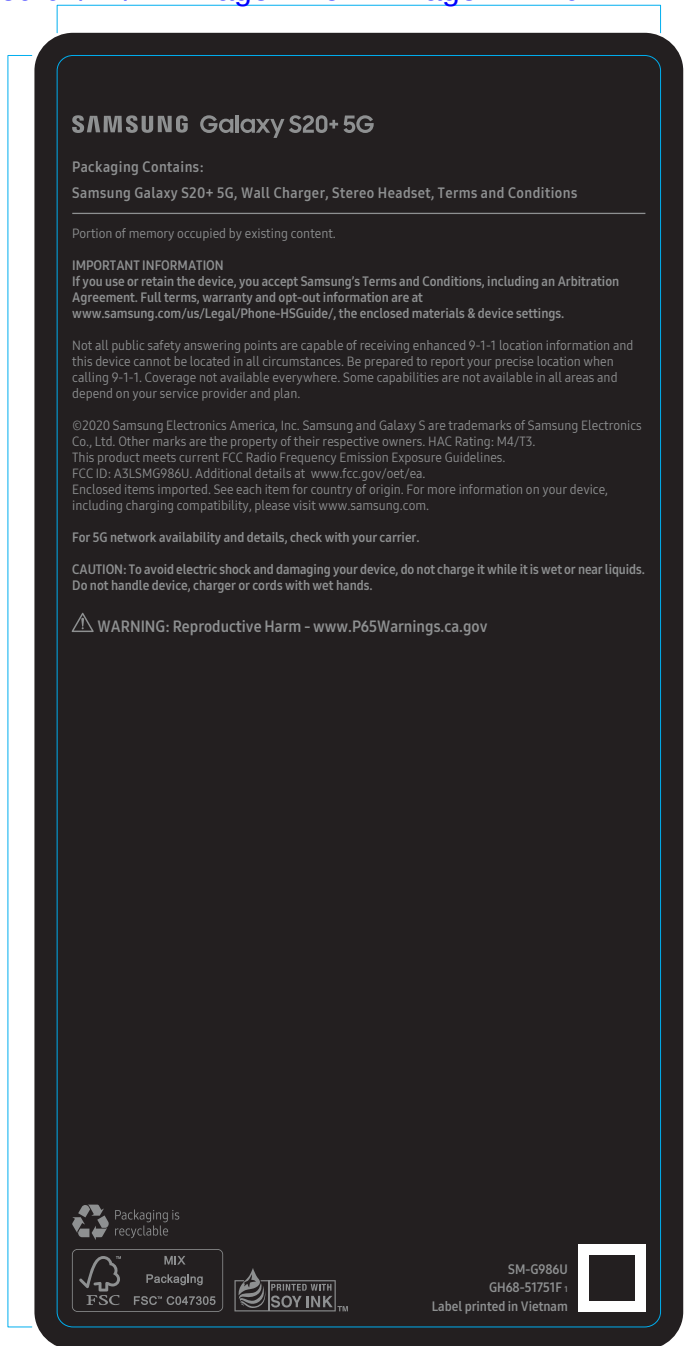 SAMSUNG Galaxy S20+ 5G
Packaging Contains:
Samsung Galaxy S20+ 5G, Wall Charger, Stereo Headset, Terms and Conditions
Portion of memory occupied by existing content.
IMPORTANT INFORMATION
If you use or retain the device, you accept Samsung's Terms and Conditions, including an Arbitration
Agreement. Full terms, warranty and opt-out information are at
www.samsung.com/us/Legal/Phone-HSGuide/, the enclosed materials & device settings.
Not all public safety answering points are capable of receiving enhanced 9-1-1 location information and
this device cannot be located in all circumstances. Be prepared to report your precise location when
calling 9-1-1. Coverage not available everywhere. Some capabilities are not available in all areas and
depend on your service provider and plan.
©2020 Samsung Electronics America, Inc. Samsung and Galaxy S are trademarks of Samsung Electronics
Co., Ltd. Other marks are the property of their respective owners. HAC Rating: M4/T3.
This product meets current FCC Radio Frequency Emission Exposure Guidelines.
FCC ID: A3LSMG986U. Additional details at www.fcc.gov/oet/ea.
Enclosed items imported. See each item for country of origin. For more information on your device,
including charging compatibility, please visit www.samsung.com.
For 5G network availability and details, check with your carrier.
CAUTION: To avoid electric shock and damaging your device, do not charge it while it is wet or near liquids.
Do not handle device, charger or cords with wet hands.
WARNING: Reproductive Harm - www.P65Warnings.ca.gov
Packaging is
recyclable
FSC™
MIX
Packaging
FSC™ C047305
PRINTED WITH
SOY INK TM
SM-G986U
GH68-51751F 1
Label printed in Vietnam